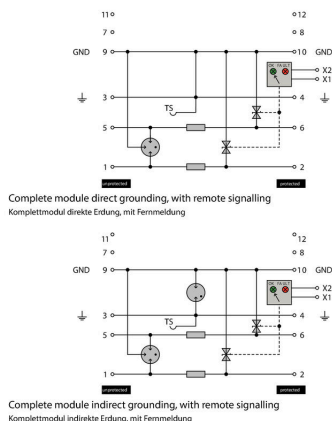 11 12
7 8
GND 9 10 GND
OK FAULT
X2
X1
3 4
TS
5 6
1 2
unprotected protected
Complete module direct grounding, with remote signalling
Komplettmodul direkte Erdung, mit Fernmeldung
11 12
7 8
GND 9 10 GND
OK FAULT
X2
X1
3 4
TS
5 6
1 2
unprotected protected
Complete module indirect grounding, with remote signalling
Komplettmodul indirekte Erdung, mit Fernmeldung